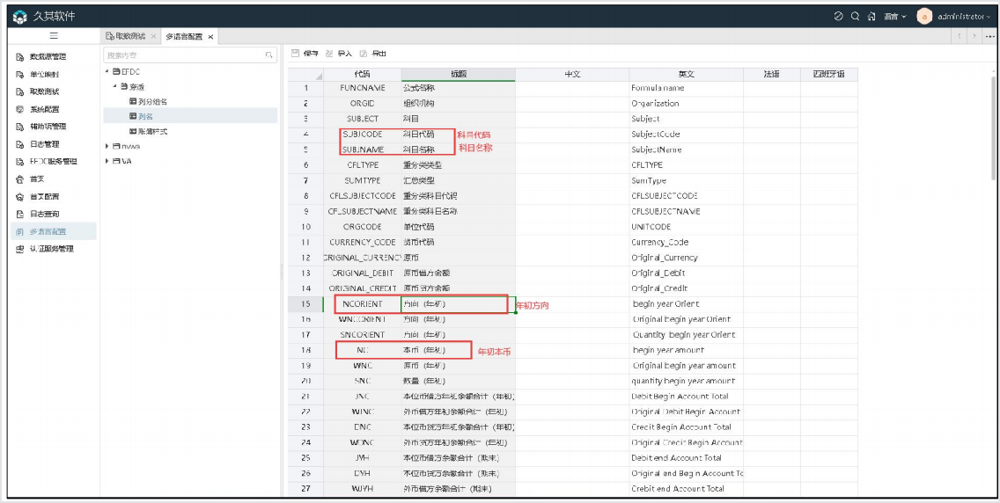 久其软件
语言
a
administrator
取数测试 ×
多语言配置 ×
数据源管理
单位映射
取数测试
系统配置
辅助项管理
日志管理
EFDC服务管理
首页
首页配置
日志查询
多语言配置
认证服务管理
搜索内容
EFDC
穿透
列分组名
列名
账簿样式
nvwa
VA
保存 导入 导出
代码 标题 中文 英文 法语 西班牙语
1 FUNCNAME 公式名称 Formula name
2 ORGID 组织机构 Organization
3 SUBJECT 科目 Subject
4 SUBJCODE 科目代码 科目代码 SubjectCode
5 SUBJNAME 科目名称 科目名称 SubjectName
6 CFLTYPE 重分类类型 CFLTYPE
7 SUMTYPE 汇总类型 SumType
8 CFLSUBJECTCODE 重分类科目代码 CFLSUBJECTCODE
9 CFLSUBJECTNAME 重分类科目名称 CFLSUBJECTNAME
10 ORGCODE 单位代码 UNITCODE
11 CURRENCY_CODE 货币代码 Currency_Code
12 ORIGINAL_CURRENCY 原币 Original_Currency
13 ORIGINAL_DEBIT 原币借方余额 Original_Debit
14 ORIGINAL_CREDIT 原币贷方余额 Original_Credit
15 NCORIENT 方向（年初） 年初方向 begin year Orient
16 WNCORIENT 方向（年初） Original begin year Orient
17 SNCORIENT 方向（年初） Quantity begin year Orient
18 NC 本币（年初） 年初本币 begin year amount
19 WNC 原币（年初） Original begin year amount
20 SNC 数量（年初） quantity begin year amount
21 JNC 本位币借方年初余额合计（年初） Debit Begin Account Total
22 WJNC 外币借方年初余额合计（年初） Original Debit Begin Account
23 DNC 本位币贷方年初余额合计（年初） Credit Begin Account Total
24 WDNC 外币贷方年初余额合计（年初） Original Credit Begin Account
25 JYH 本位币借方余额合计（期末） Debit end Account Total
26 DYH 本位币贷方余额合计（期末） Original end Begin Account To
27 WJYH 外币借方余额合计（期末） Crebit end Account Total